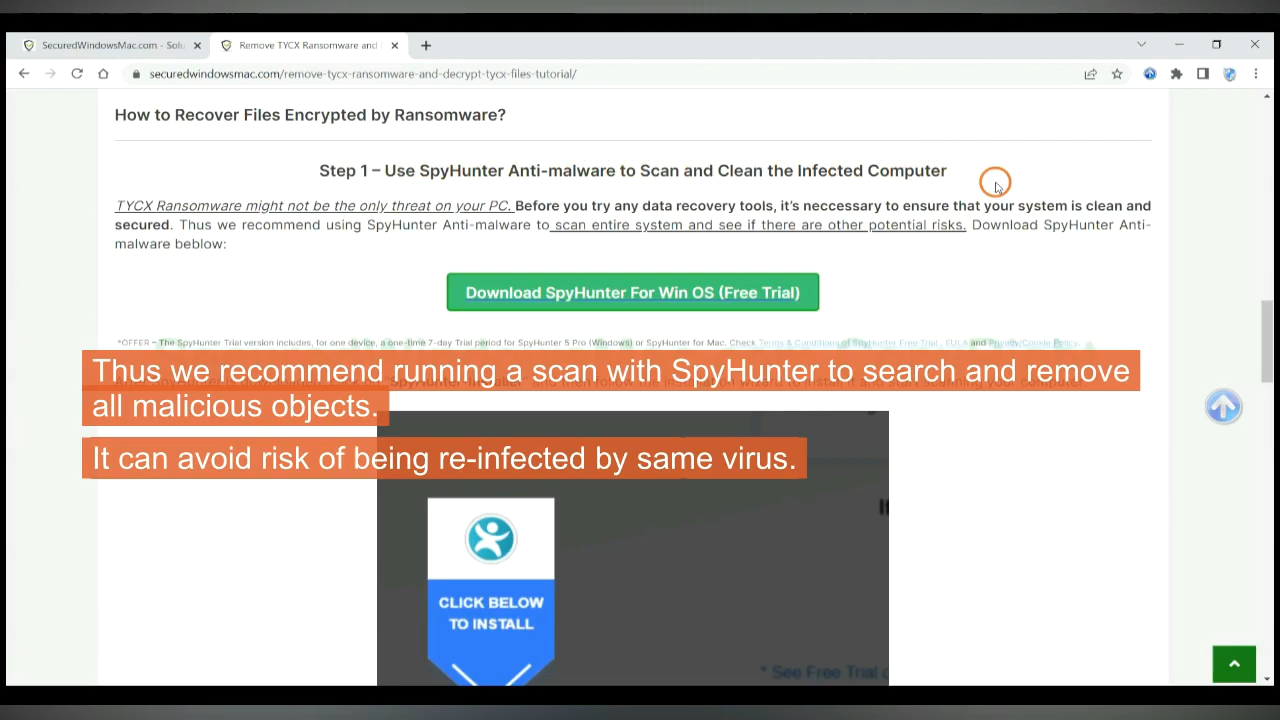 SecuredWindowsMac.com - Solu
Remove TYCX Ransomware and
securedwindowsmac.com/remove-tycx-ransomware-and-decrypt-tycx-files-tutorial/
How to Recover Files Encrypted by Ransomware?
Step 1 – Use SpyHunter Anti-malware to Scan and Clean the Infected Computer
TYCX Ransomware might not be the only threat on your PC. Before you try any data recovery tools, it's neccessary to ensure that your system is clean and
secured. Thus we recommend using SpyHunter Anti-malware to scan entire system and see if there are other potential risks. Download SpyHunter Anti-
malware beblow:
Download SpyHunter For Win OS (Free Trial)
*OFFER – The SpyHunter Trial version includes, for one device, a one-time 7-day Trial period for SpyHunter 5 Pro (Windows) or SpyHunter for Mac. Check Terms & Conditions of SpyHunter Free Trial, EULA and Privacy/Cookie Policy.
Thus we recommend running a scan with SpyHunter to search and remove
all malicious objects.
It can avoid risk of being re-infected by same virus.
CLICK BELOW
TO INSTALL
* See Free Trial